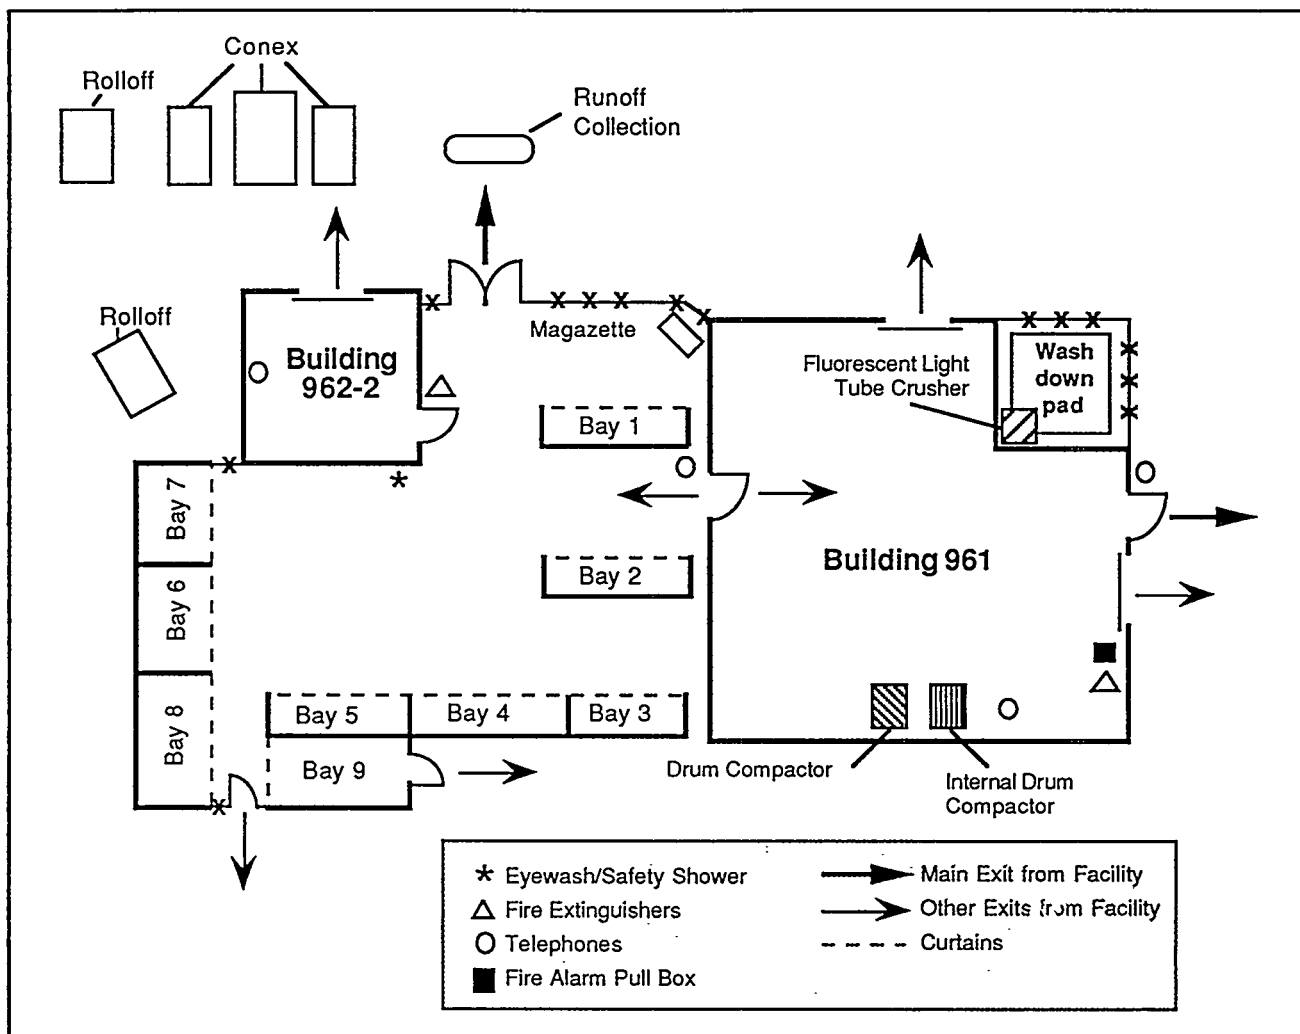 Conex
Rolloff
Runoff
Collection
Rolloff
Magazette
Building
962-2
Fluorescent Light
Tube Crusher
Wash
down
pad
Bay 1
Bay 7
Bay 2
Building 961
Bay 6
Bay 8
Bay 5
Bay 4
Bay 3
Bay 9
Drum Compactor
Internal Drum
Compactor
* Eyewash/Safety Shower
Fire Extinguishers
Telephones
Fire Alarm Pull Box
Main Exit from Facility
Other Exits from Facility
Curtains